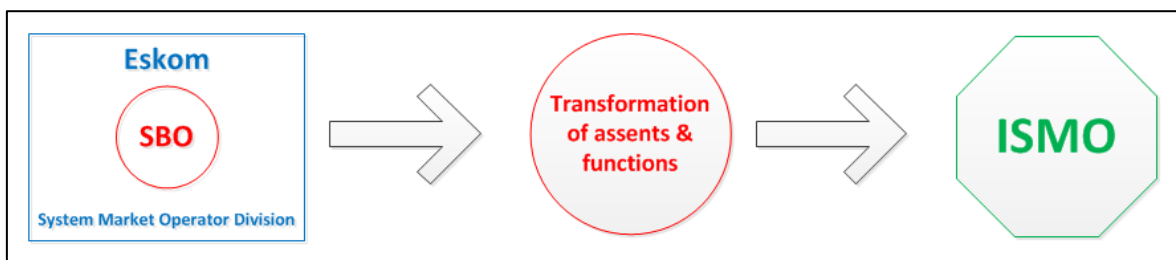 Eskom
SBO
System Market Operator Division
Transformation
of assents &
functions
ISMO